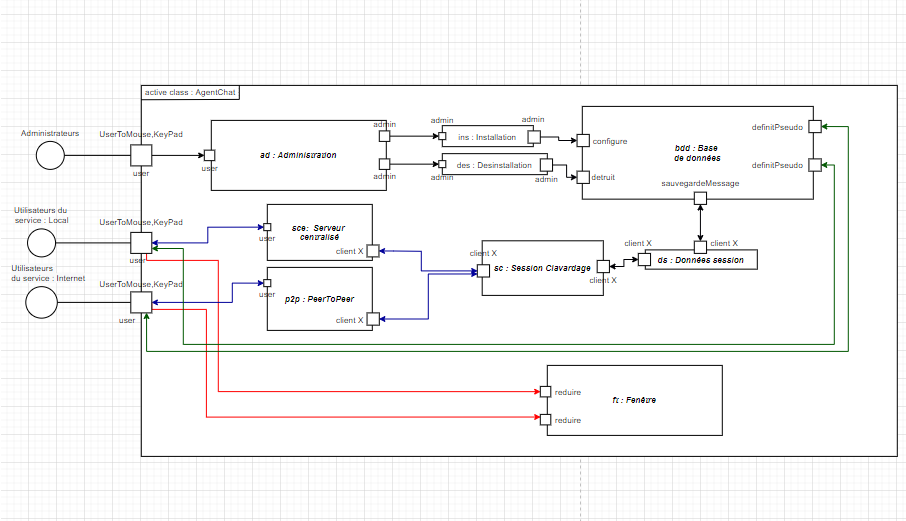 active class : AgentChat
Administrateurs
UserToMouse,KeyPad
user
user
ad : Administration
admin
admin
admin
ins : Installation
admin
des : Desinstallation
admin
admin
configure
detruit
bdd : Base
de données
definitPseudo
definitPseudo
sauvegardeMessage
Utilisateurs du
service : Local
UserToMouse,KeyPad
user
user
sce: Serveur
centralisé
client X
Utilisateurs
du service : Internet
UserToMouse,KeyPad
user
user
p2p : PeerToPeer
client X
client X
sc : Session Clavardage
client X
client X
client X
ds : Données session
reduire
reduire
ft : Fenêtre